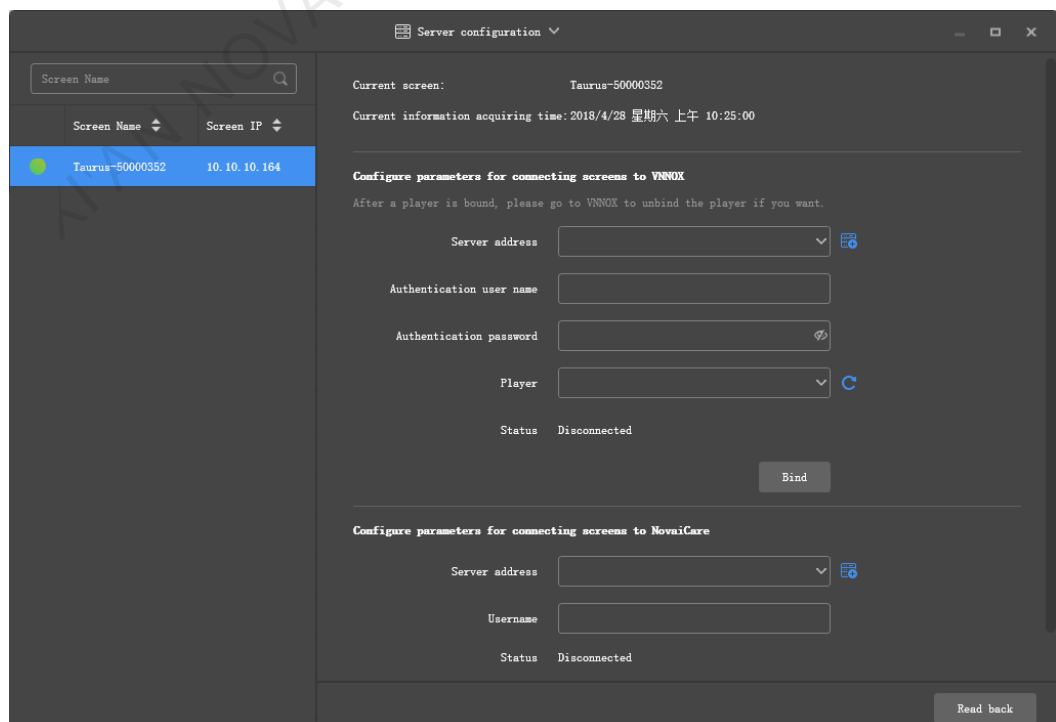 XI'AN NOVA
Server configuration
Screen Name
Screen Name Screen IP
Taurus-50000352 10.10.10.164
Current screen: Taurus-50000352
Current information acquiring time: 2018/4/28 星期六 上午 10:25:00
Configure parameters for connecting screens to VNNOX
After a player is bound, please go to VNNOX to unbind the player if you want.
Server address
Authentication user name
Authentication password
Player
Status Disconnected
Bind
Configure parameters for connecting screens to NovaiCare
Server address
Username
Status Disconnected
Read back